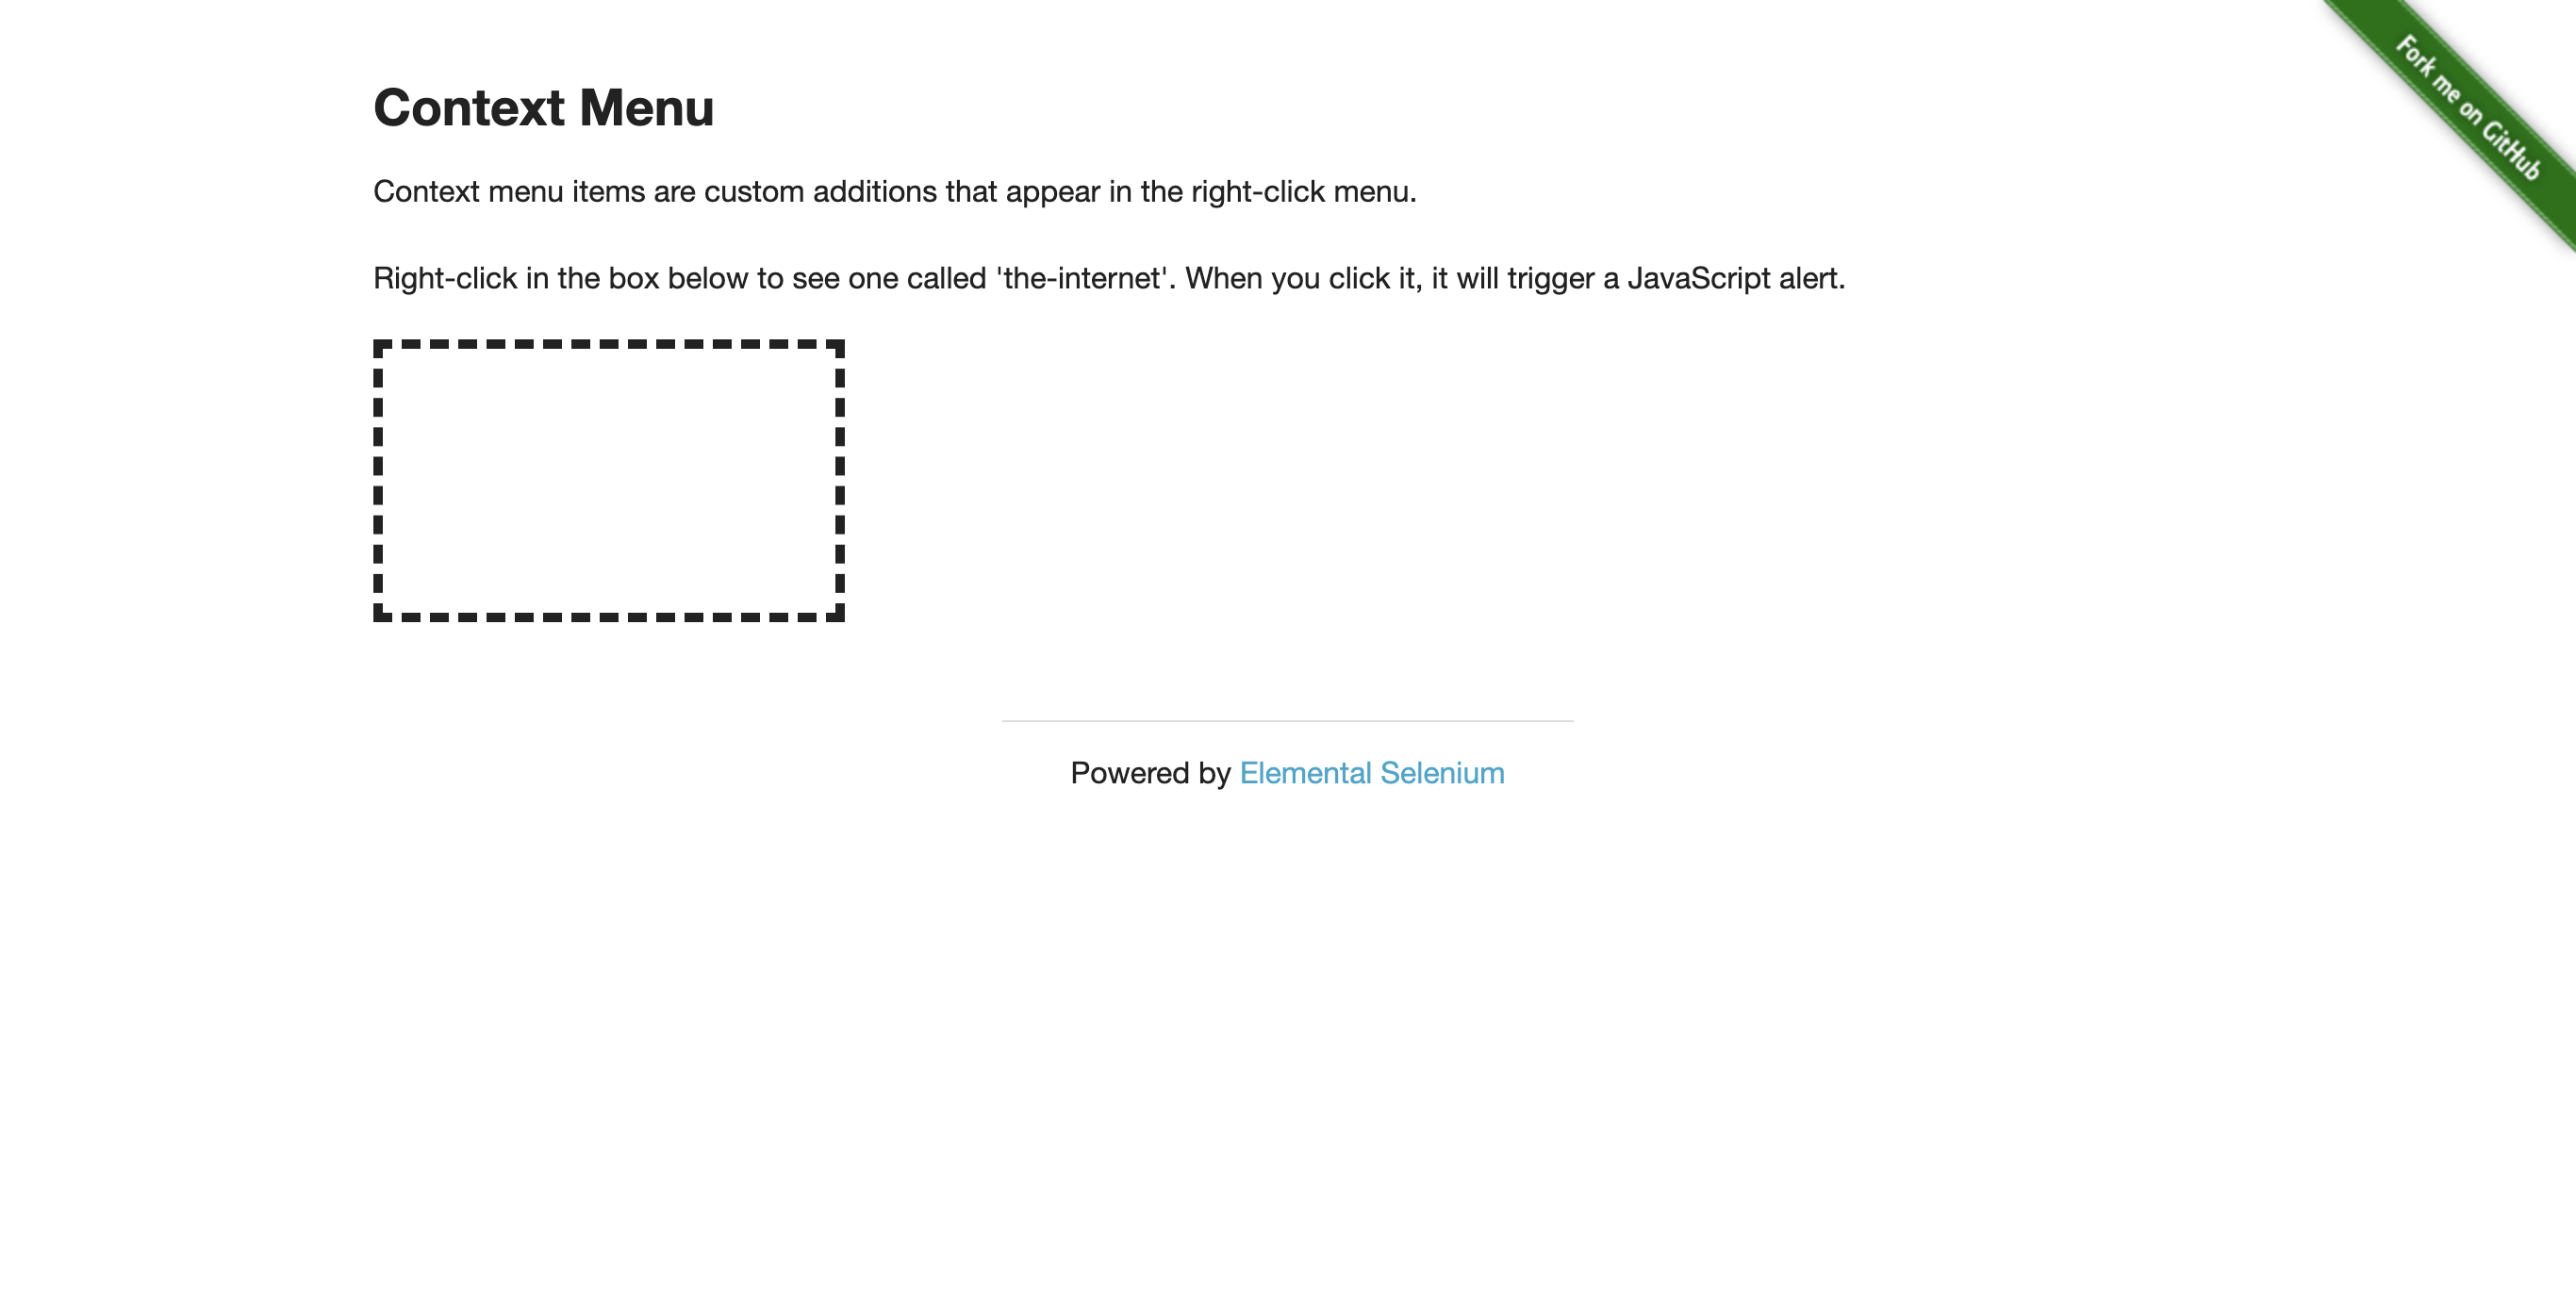 Fork me on GitHub
Context Menu
Context menu items are custom additions that appear in the right-click menu.
Right-click in the box below to see one called 'the-internet'. When you click it, it will trigger a JavaScript alert.
Powered by Elemental Selenium